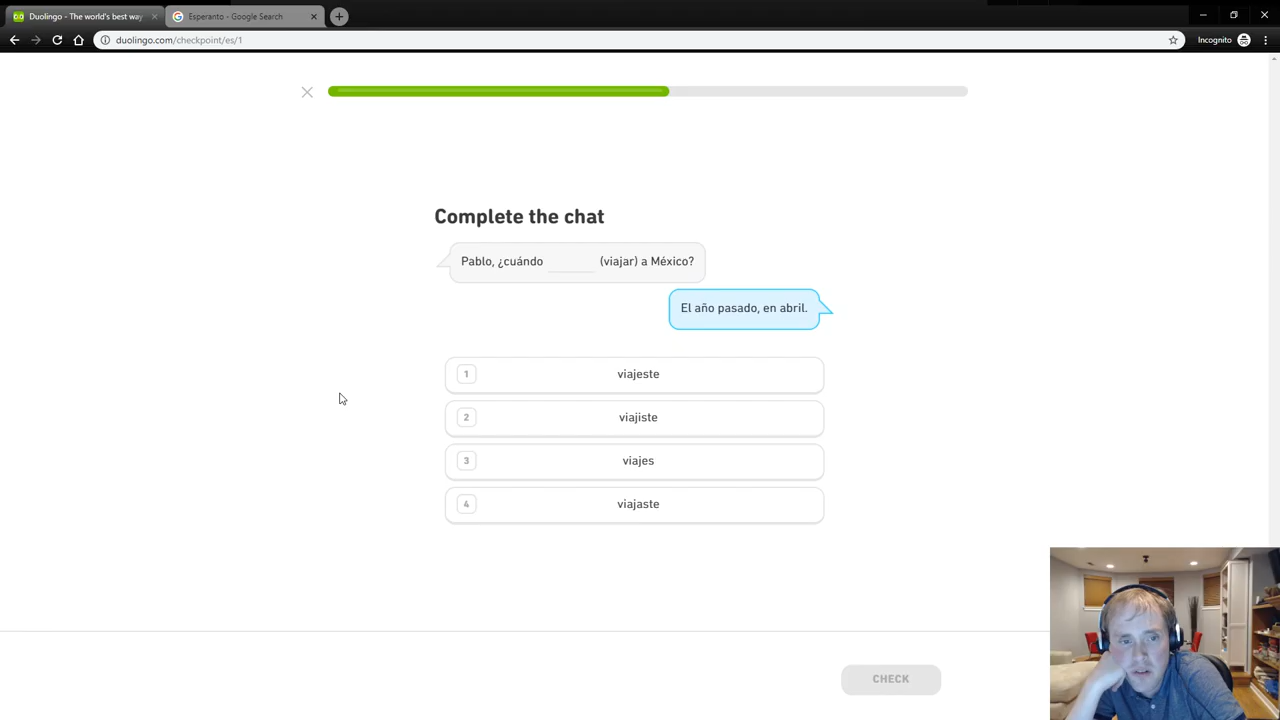 Duolingo - The world's best way
Esperanto - Google Search
duolingo.com/checkpoint/es/1
Incognito
Complete the chat
Pablo, ¿cuándo (viajar) a México?
El año pasado, en abril.
1 viajeste
2 viajiste
3 viajes
4 viajaste
CHECK